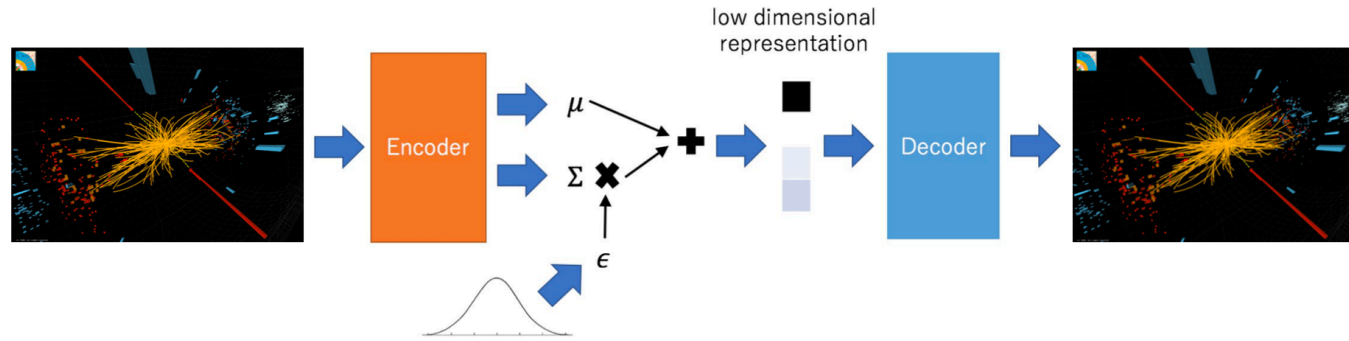 low dimensional
representation
μ
Encoder
Decoder
Σ
ϵ